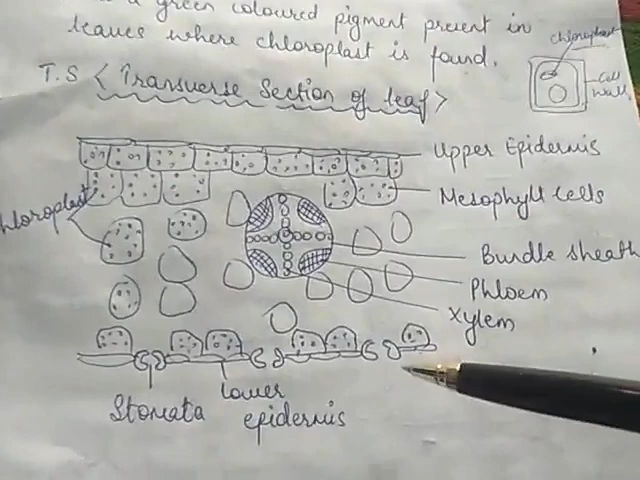 a green coloured pigment present in
leaves where chloroplast is found.
chloroplast
Cell
wall
T.S < Transverse Section of leaf >
Upper Epidermis
Mesophyll cells
Chloroplast
Bundle sheath
Phloem
Xylem
Stomata
lower
epidermis